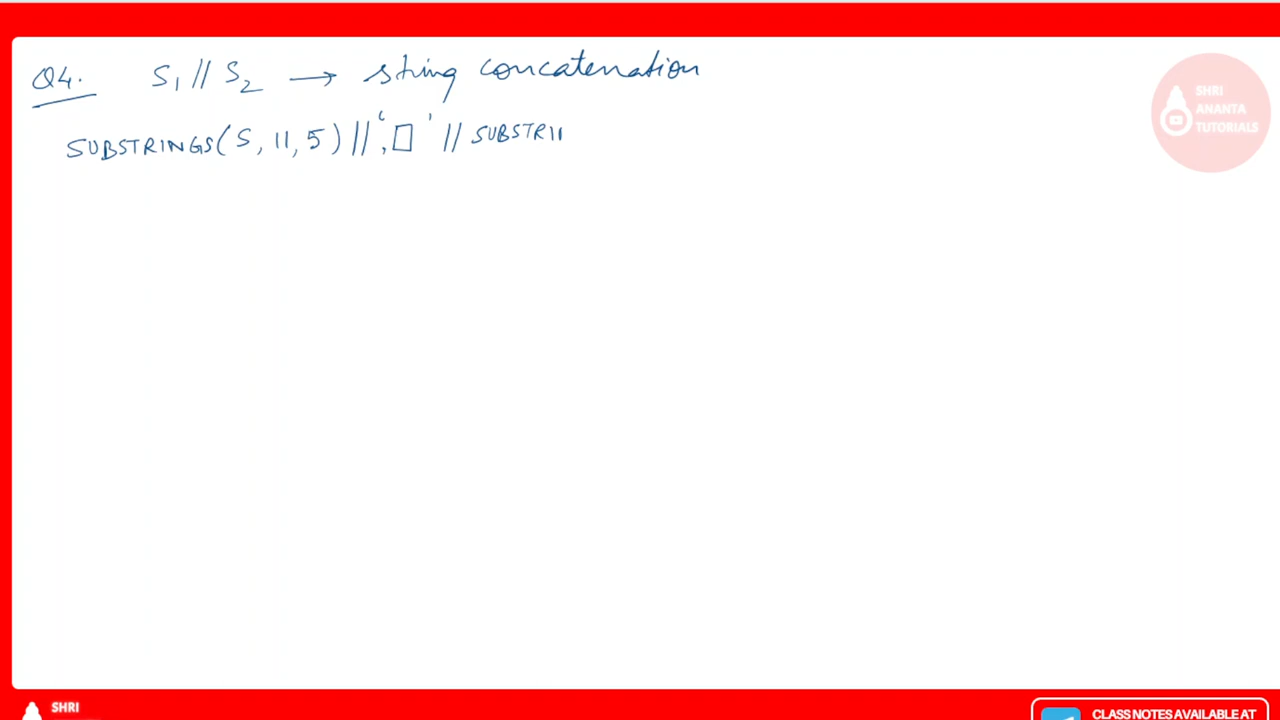 Q4. S₁ // S₂ → string concatenation
SUBSTRINGS(S, 11, 5) // ',□' // SUBSTRI
SHRI
ANANTA
TUTORIALS
SHRI
CLASS NOTES AVAILABLE AT